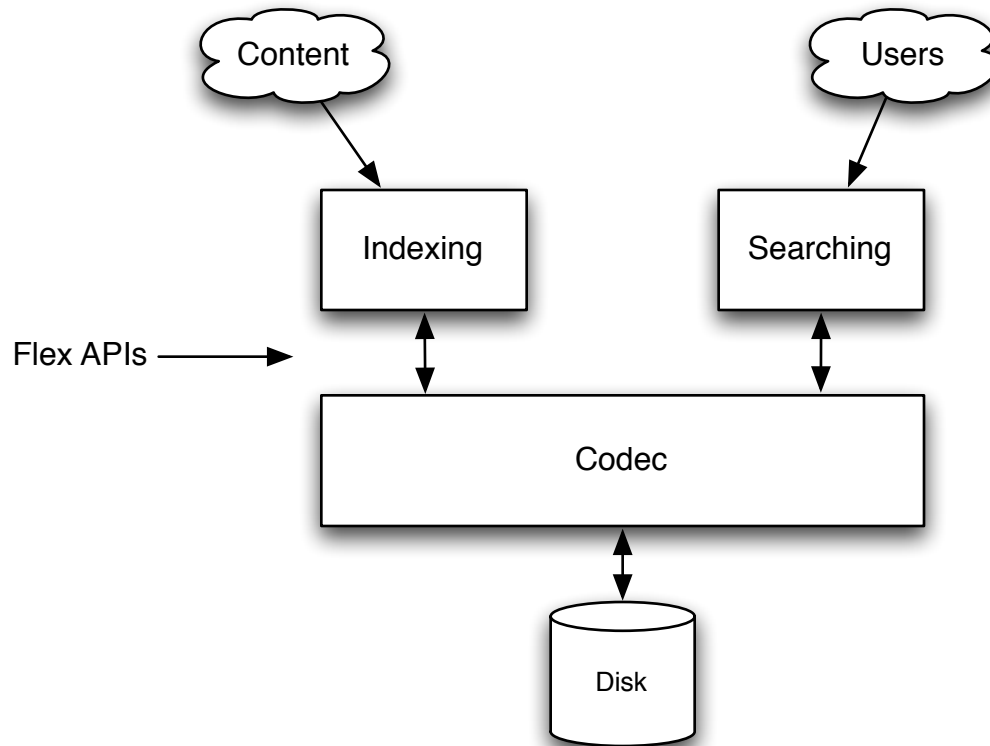 Content
Users
Indexing
Searching
Flex APIs
Codec
Disk